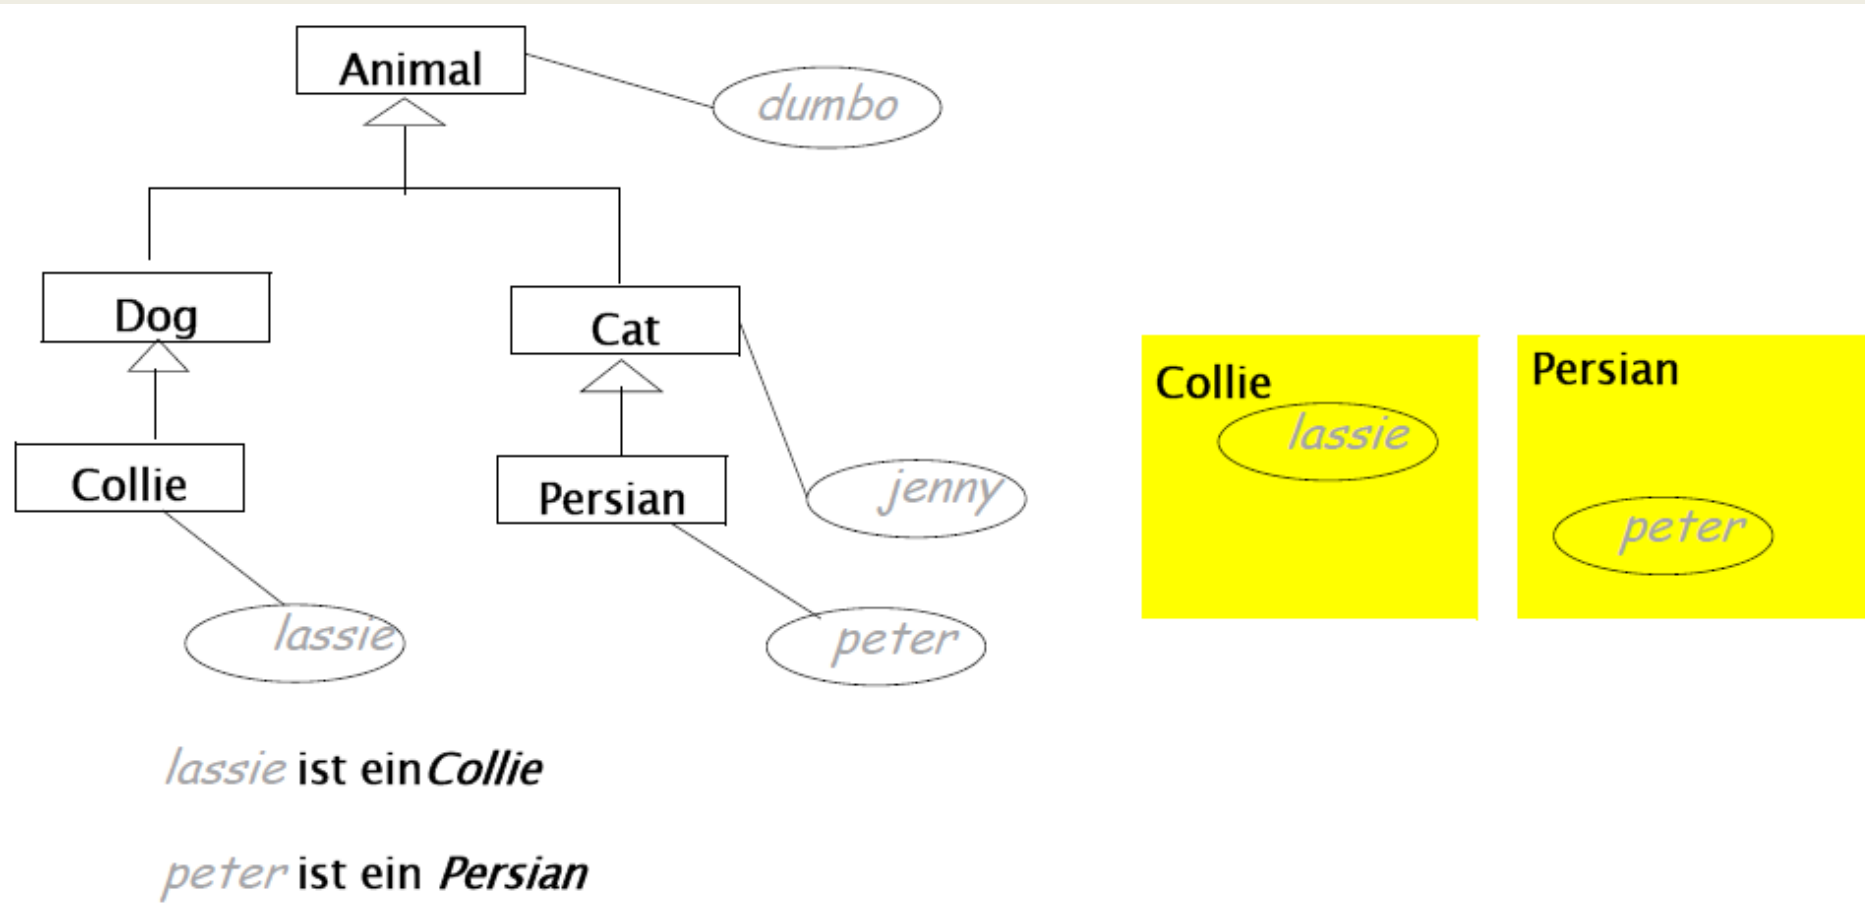 Animal
dumbo
Dog
Cat
Collie
Persian
jenny
lassie
peter
Collie
lassie
Persian
peter
lassie ist ein Collie
peter ist ein Persian